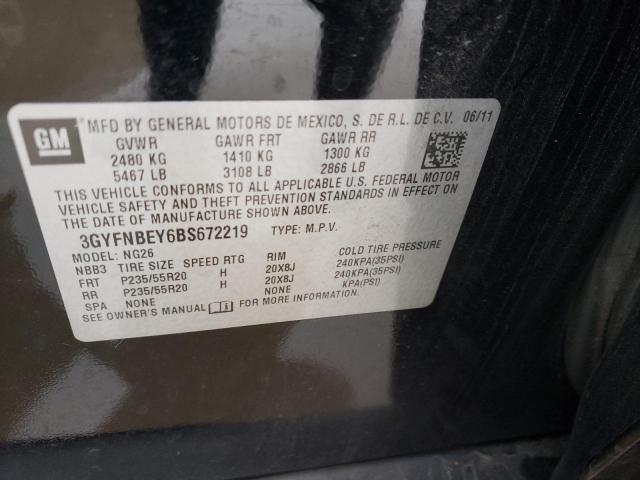 GM MFD BY GENERAL MOTORS DE MEXICO, S. DE R.L. DE C.V. 06/11
GVWR GAWR FRT GAWR RR
2480 KG 1410 KG 1300 KG
5467 LB 3108 LB 2866 LB
THIS VEHICLE CONFORMS TO ALL APPLICABLE U.S. FEDERAL MOTOR
VEHICLE SAFETY AND THEFT PREVENTION STANDARDS IN EFFECT ON
THE DATE OF MANUFACTURE SHOWN ABOVE.
3GYFNBEY6BS672219 TYPE: M.P.V.
MODEL: NG26
NBB3 TIRE SIZE SPEED RTG RIM COLD TIRE PRESSURE
FRT P235/55R20 H 20X8J 240KPA(35PSI)
RR P235/55R20 H 20X8J 240KPA(35PSI)
SPA NONE NONE KPA(PSI)
SEE OWNER'S MANUAL FOR MORE INFORMATION.